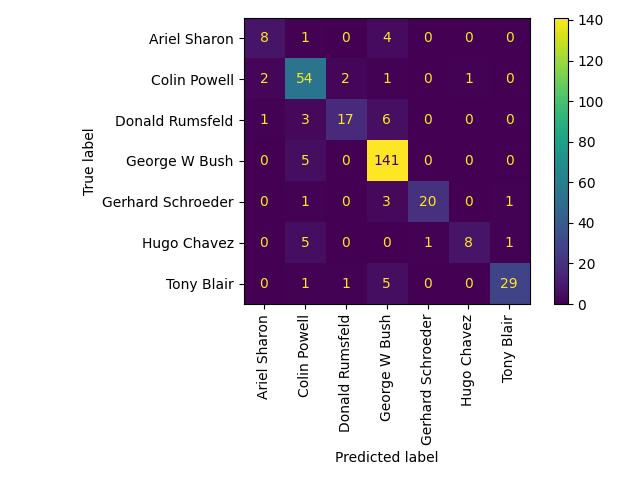 True label
Ariel Sharon 8 1 0 4 0 0 0
Colin Powell 2 54 2 1 0 1 0
Donald Rumsfeld 1 3 17 6 0 0 0
George W Bush 0 5 0 141 0 0 0
Gerhard Schroeder 0 1 0 3 20 0 1
Hugo Chavez 0 5 0 0 1 8 1
Tony Blair 0 1 1 5 0 0 29
Ariel Sharon
Colin Powell
Donald Rumsfeld
George W Bush
Gerhard Schroeder
Hugo Chavez
Tony Blair
Predicted label
140
120
100
80
60
40
20
0